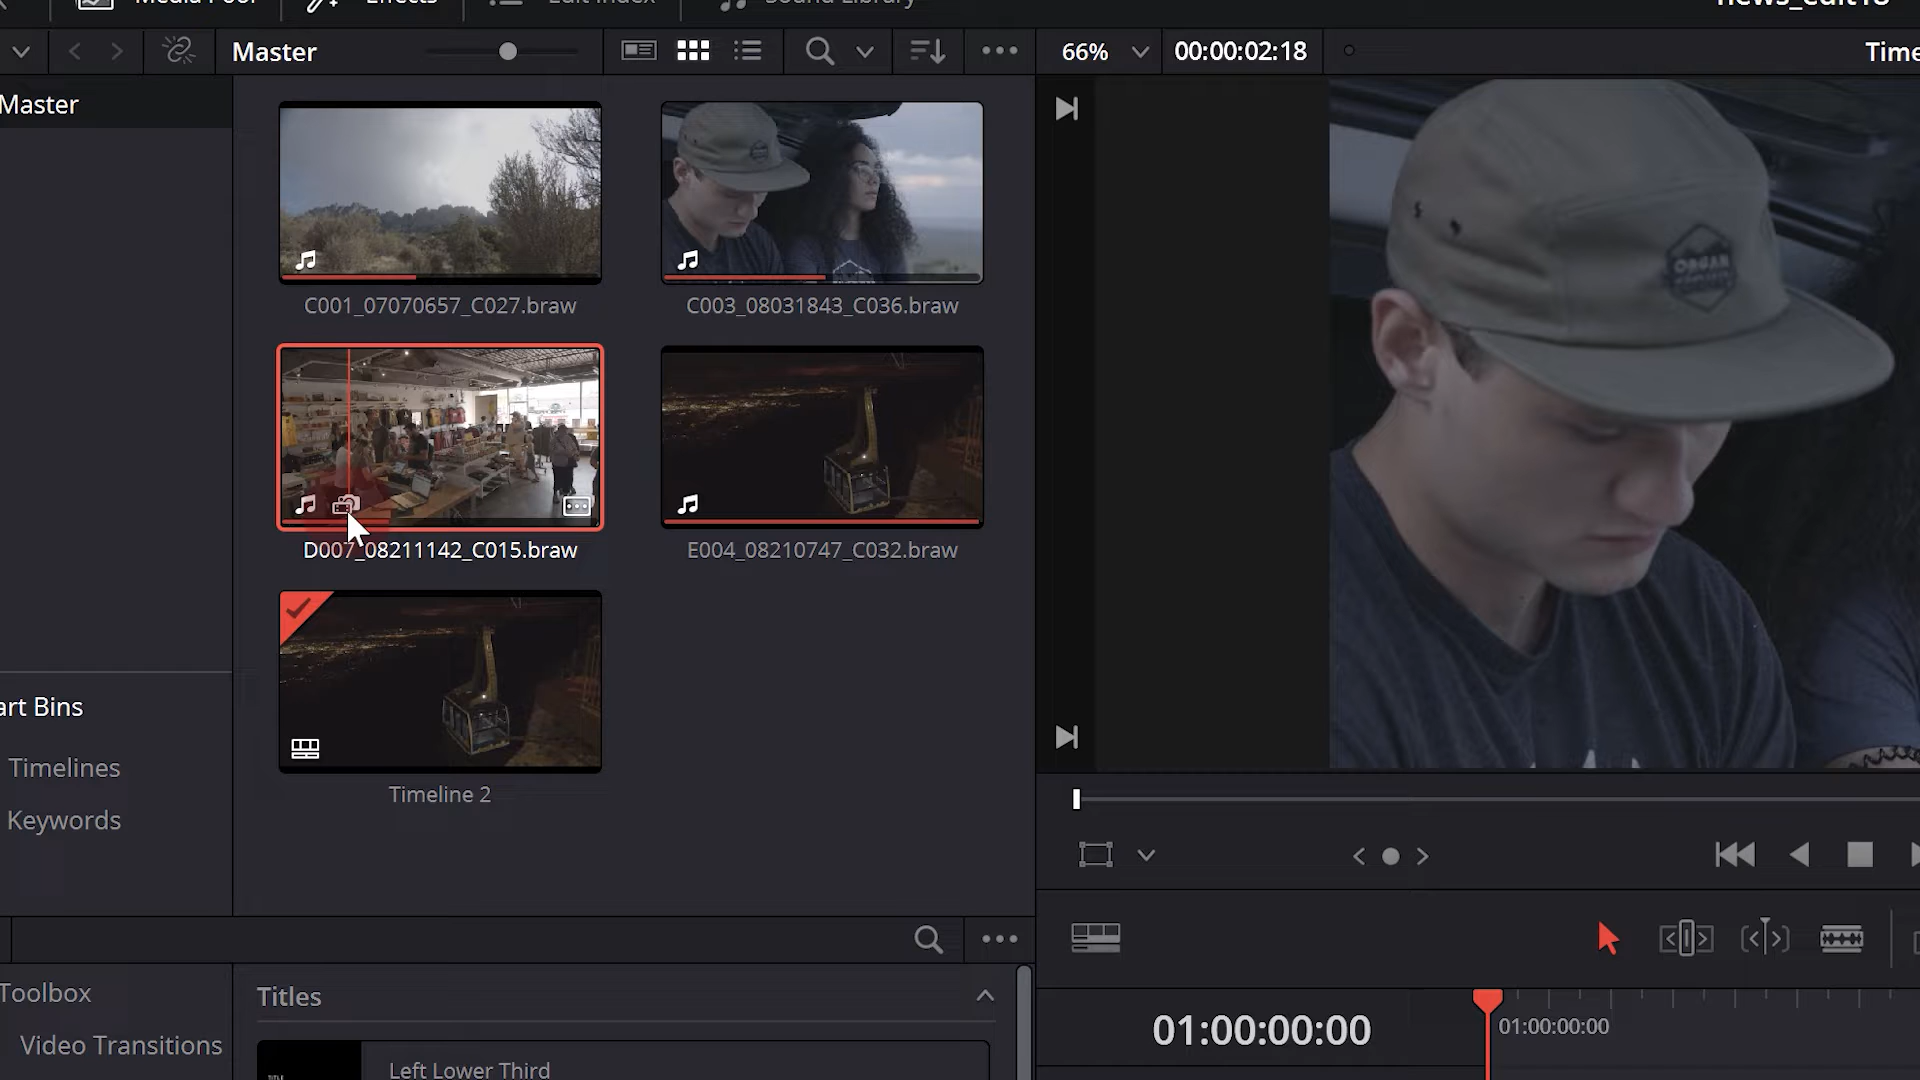 Media Pool
Effects
Edit Index
Sound Library
news_edit18
Master
66%
00:00:02:18
Time
Master
C001_07070657_C027.braw
C003_08031843_C036.braw
ORGAN
D007_08211142_C015.braw
E004_08210747_C032.braw
Timeline 2
art Bins
Timelines
Keywords
Toolbox
Titles
Video Transitions
Left Lower Third
01:00:00:00
01:00:00:00